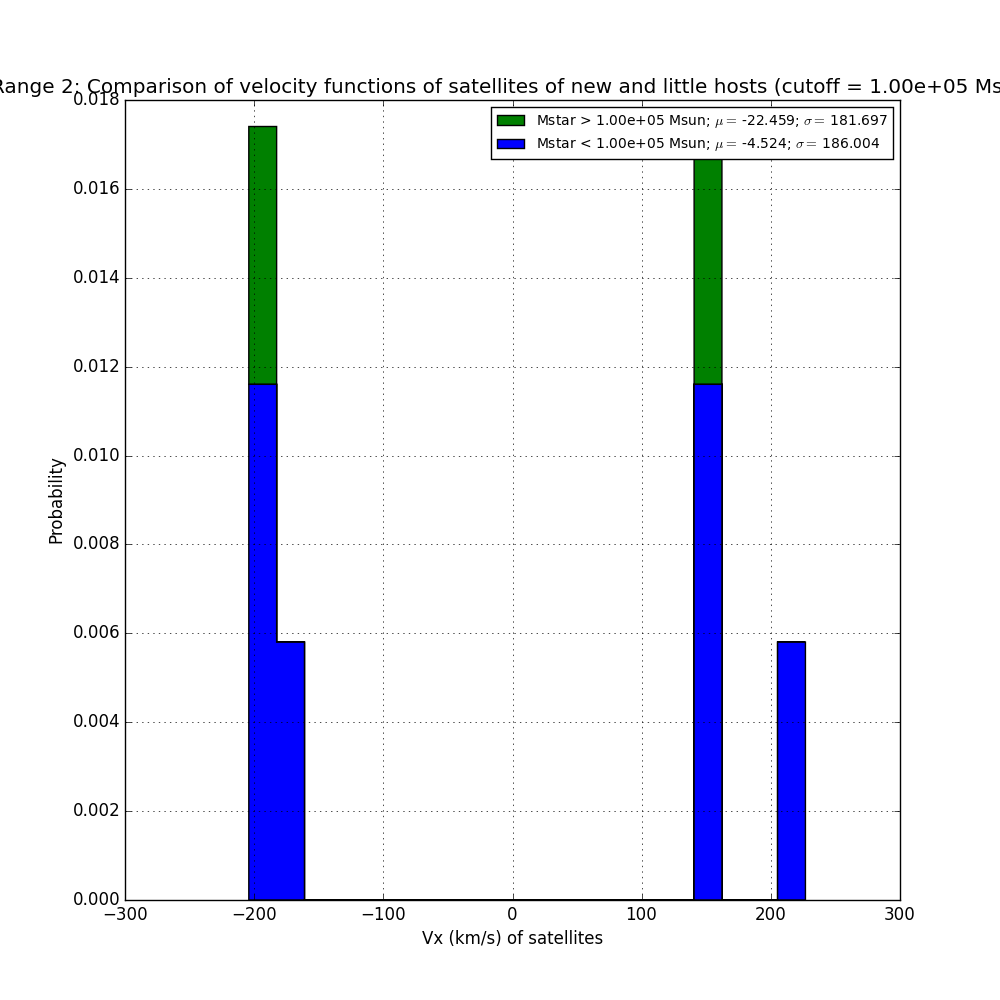 Range 2: Comparison of velocity functions of satellites of new and little hosts (cutoff = 1.00e+05 Ms
Mstar > 1.00e+05 Msun; μ = -22.459; σ = 181.697
Mstar < 1.00e+05 Msun; μ = -4.524; σ = 186.004
0.018
0.016
0.014
0.012
0.010
0.008
0.006
0.004
0.002
0.000
Probability
−300 −200 −100 0 100 200 300
Vx (km/s) of satellites